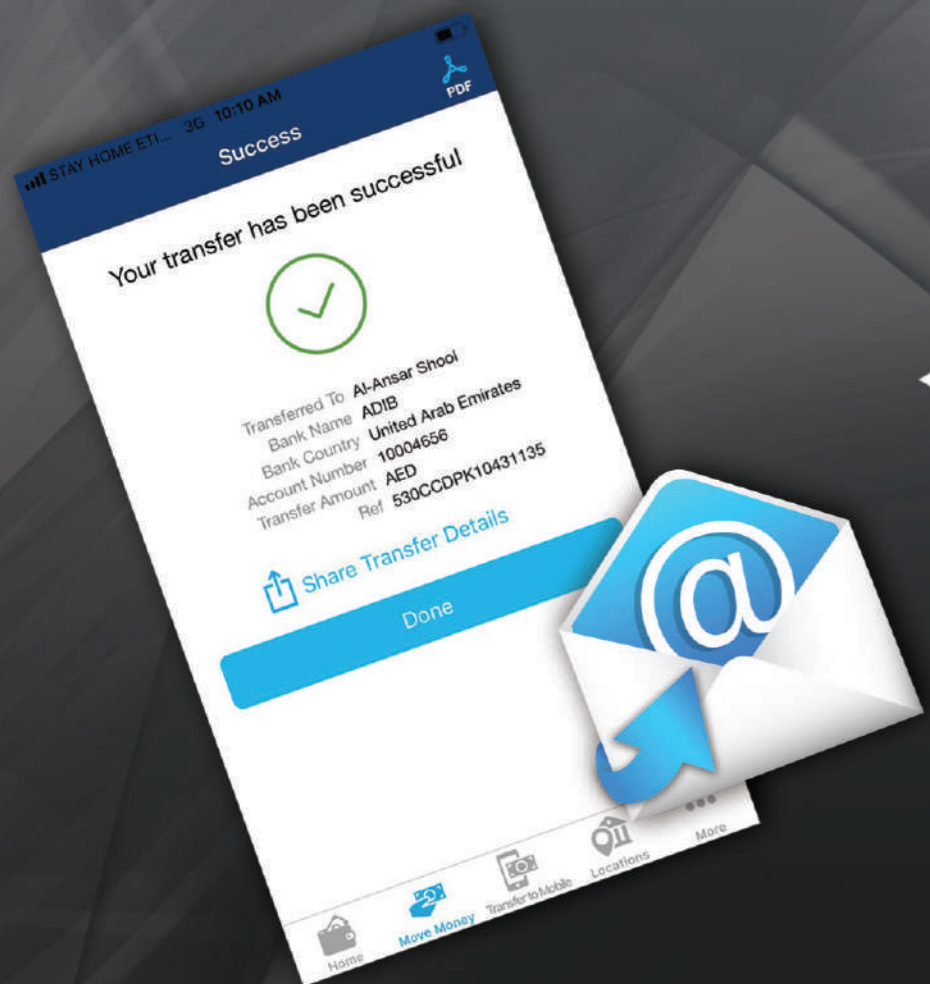 STAY HOME ETI... 3G 10:10 AM
Success
PDF
Your transfer has been successful
Transferred To Al-Ansar Shool
Bank Name ADIB
Bank Country United Arab Emirates
Account Number 10004656
Transfer Amount AED
Ref 530CCDPK10431135
Share Transfer Details
Done
@
Home
Move Money
Transfer to Mobile
Locations
More